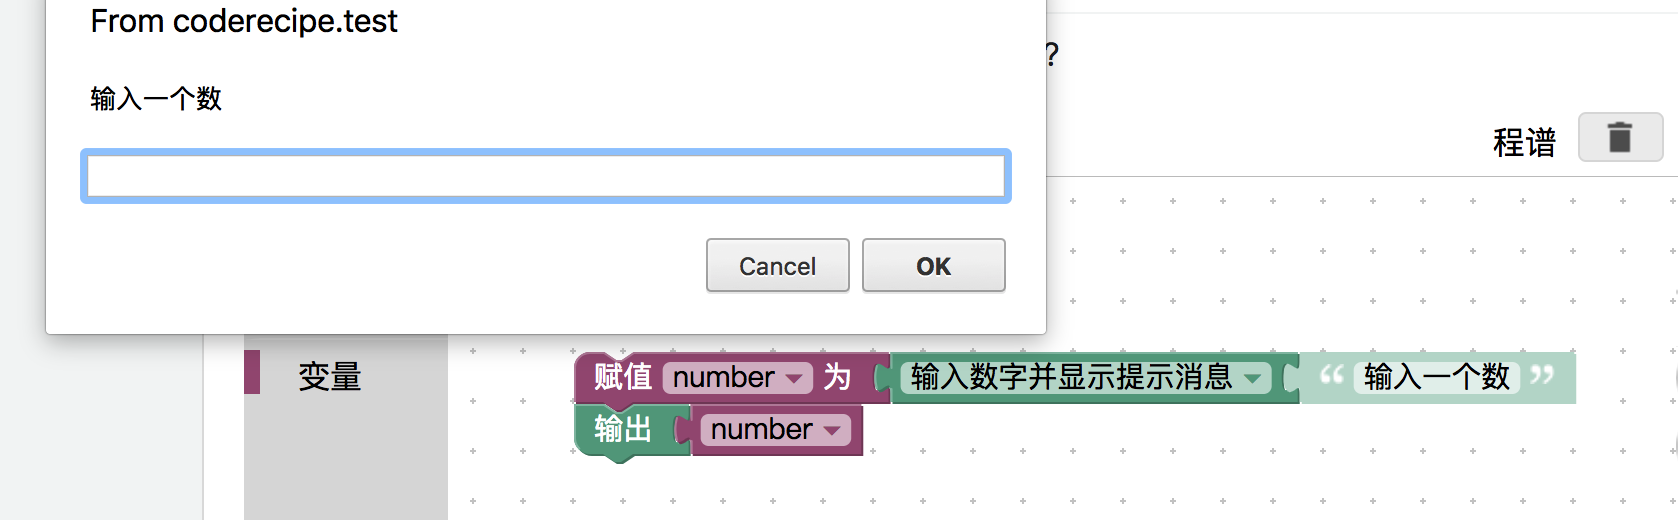 From coderecipe.test
输入一个数
?
Cancel OK
程谱
变量
赋值 number 为 输入数字并显示提示消息 “ 输入一个数 ”
输出 number